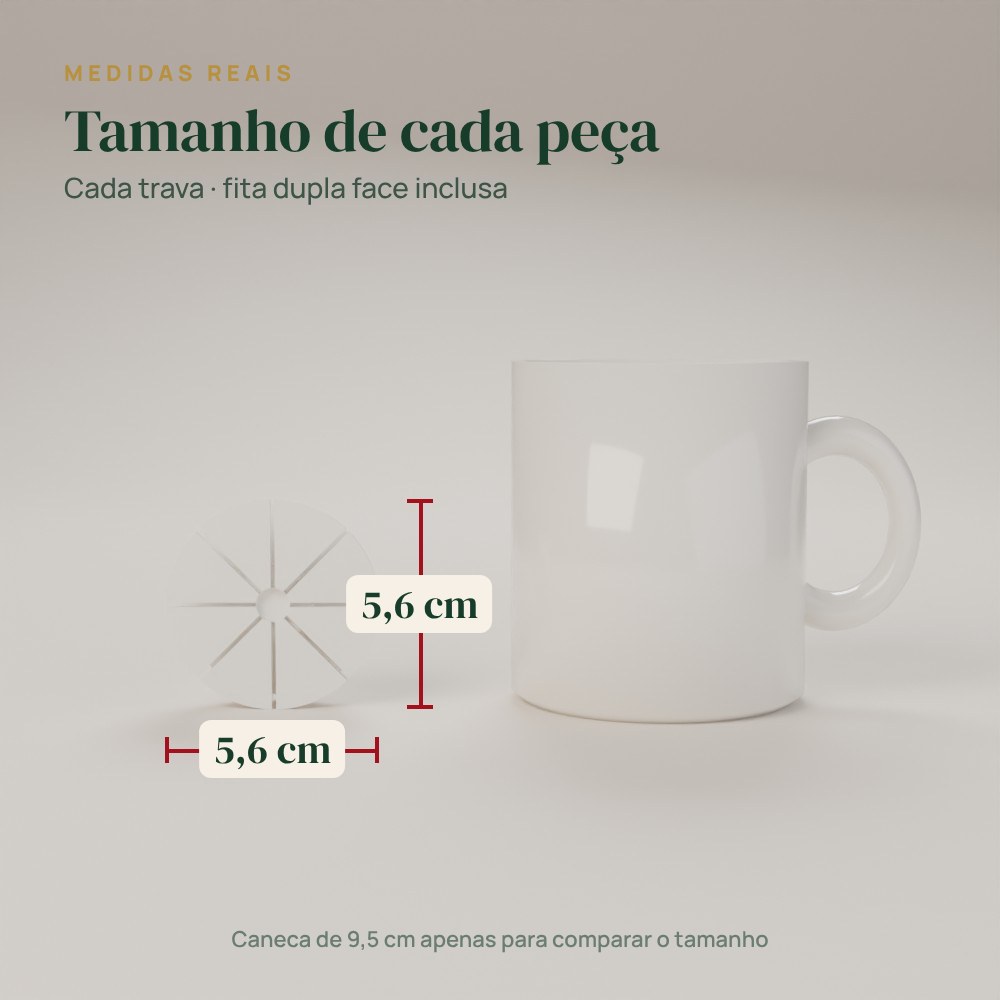 MEDIDAS REAIS
Tamanho de cada peça
Cada trava · fita dupla face inclusa
5,6 cm
5,6 cm
Caneca de 9,5 cm apenas para comparar o tamanho